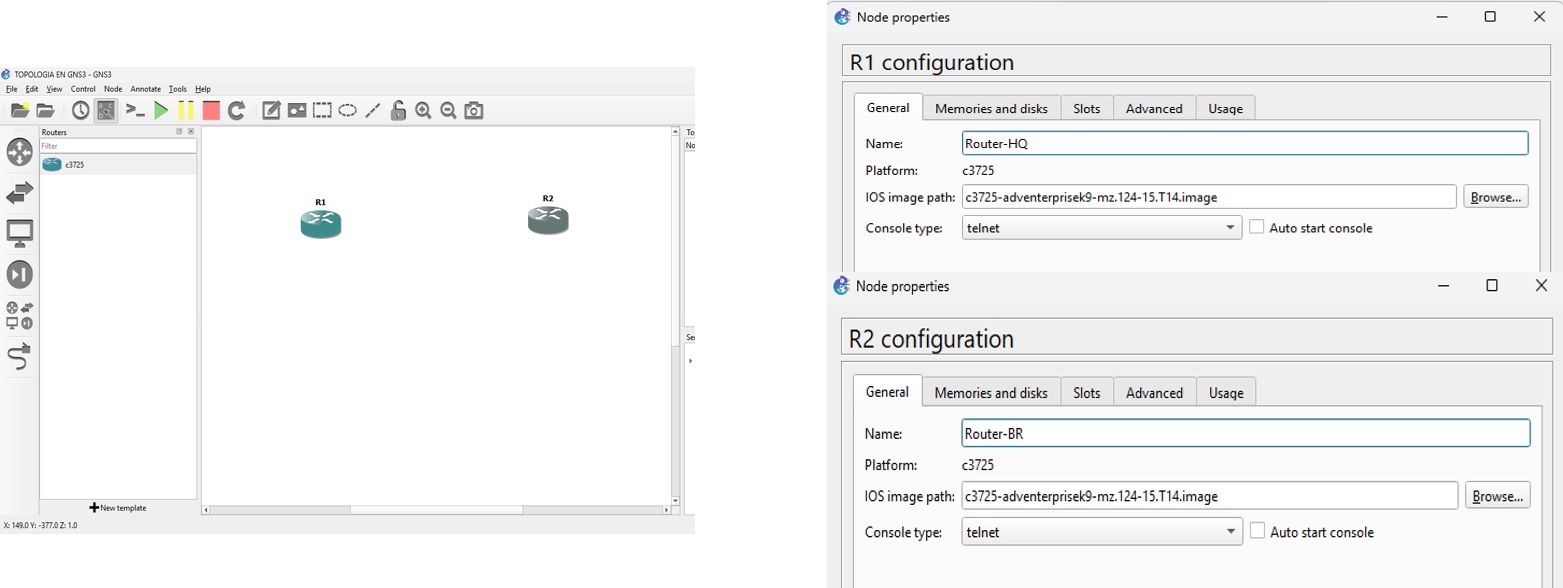 TOPOLOGIA EN GNS3 - GNS3
File Edit View Control Node Annotate Tools Help
Routers
Filter
c3725
New template
X: 149.0 Y: -377.0 Z: 1.0
R1
R2
To
No
Ser
Node properties
R1 configuration
General Memories and disks Slots Advanced Usage
Name: Router-HQ
Platform: c3725
IOS image path: c3725-adventerprisek9-mz.124-15.T14.image Browse...
Console type: telnet Auto start console
Node properties
R2 configuration
General Memories and disks Slots Advanced Usage
Name: Router-BR
Platform: c3725
IOS image path: c3725-adventerprisek9-mz.124-15.T14.image Browse...
Console type: telnet Auto start console